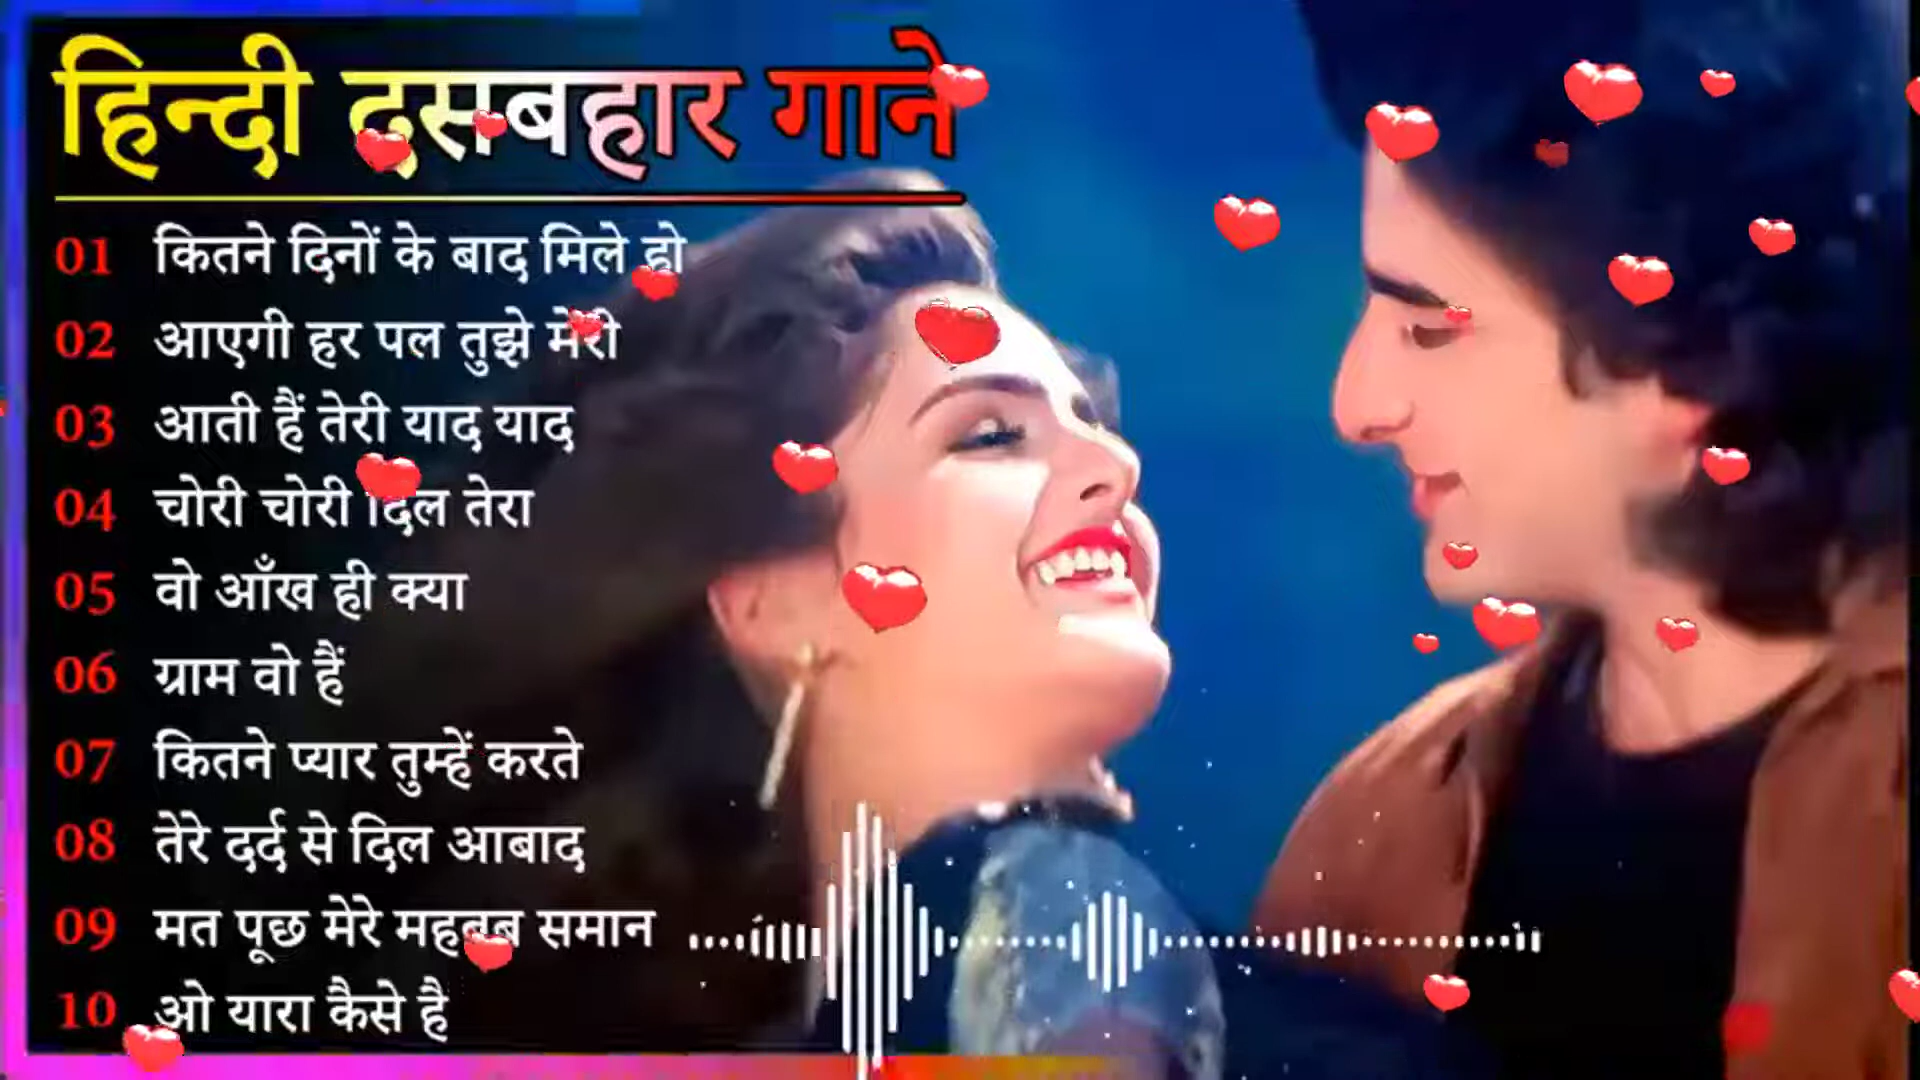 हिन्दी दसबहार गाने
01 कितने दिनों के बाद मिले हो
02 आएगी हर पल तुझे मेरी
03 आती हैं तेरी याद याद
04 चोरी चोरी दिल तेरा
05 वो आँख ही क्या
06 ग्राम वो हैं
07 कितने प्यार तुम्हें करते
08 तेरे दर्द से दिल आबाद
09 मत पूछ मेरे समान
10 ओ यारा कैसे है